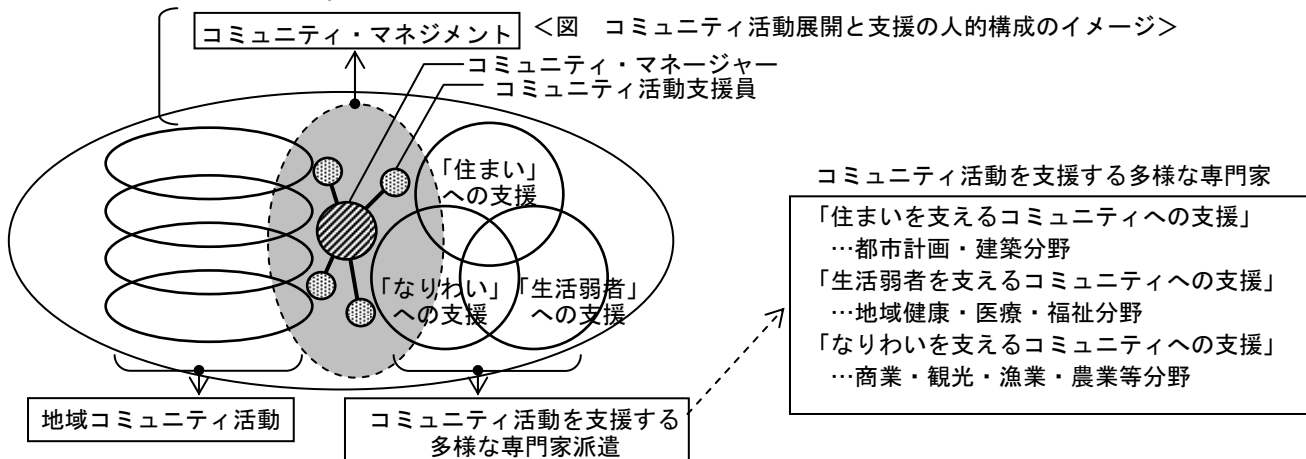 コミュニティ・マネジメント
<図 コミュニティ活動展開と支援の人的構成のイメージ>
コミュニティ・マネージャー
コミュニティ活動支援員
「住まい」
への支援
「なりわい」
への支援
「生活弱者」
への支援
地域コミュニティ活動
コミュニティ活動を支援する
多様な専門家派遣
コミュニティ活動を支援する多様な専門家
「住まいを支えるコミュニティへの支援」
…都市計画・建築分野
「生活弱者を支えるコミュニティへの支援」
…地域健康・医療・福祉分野
「なりわいを支えるコミュニティへの支援」
…商業・観光・漁業・農業等分野